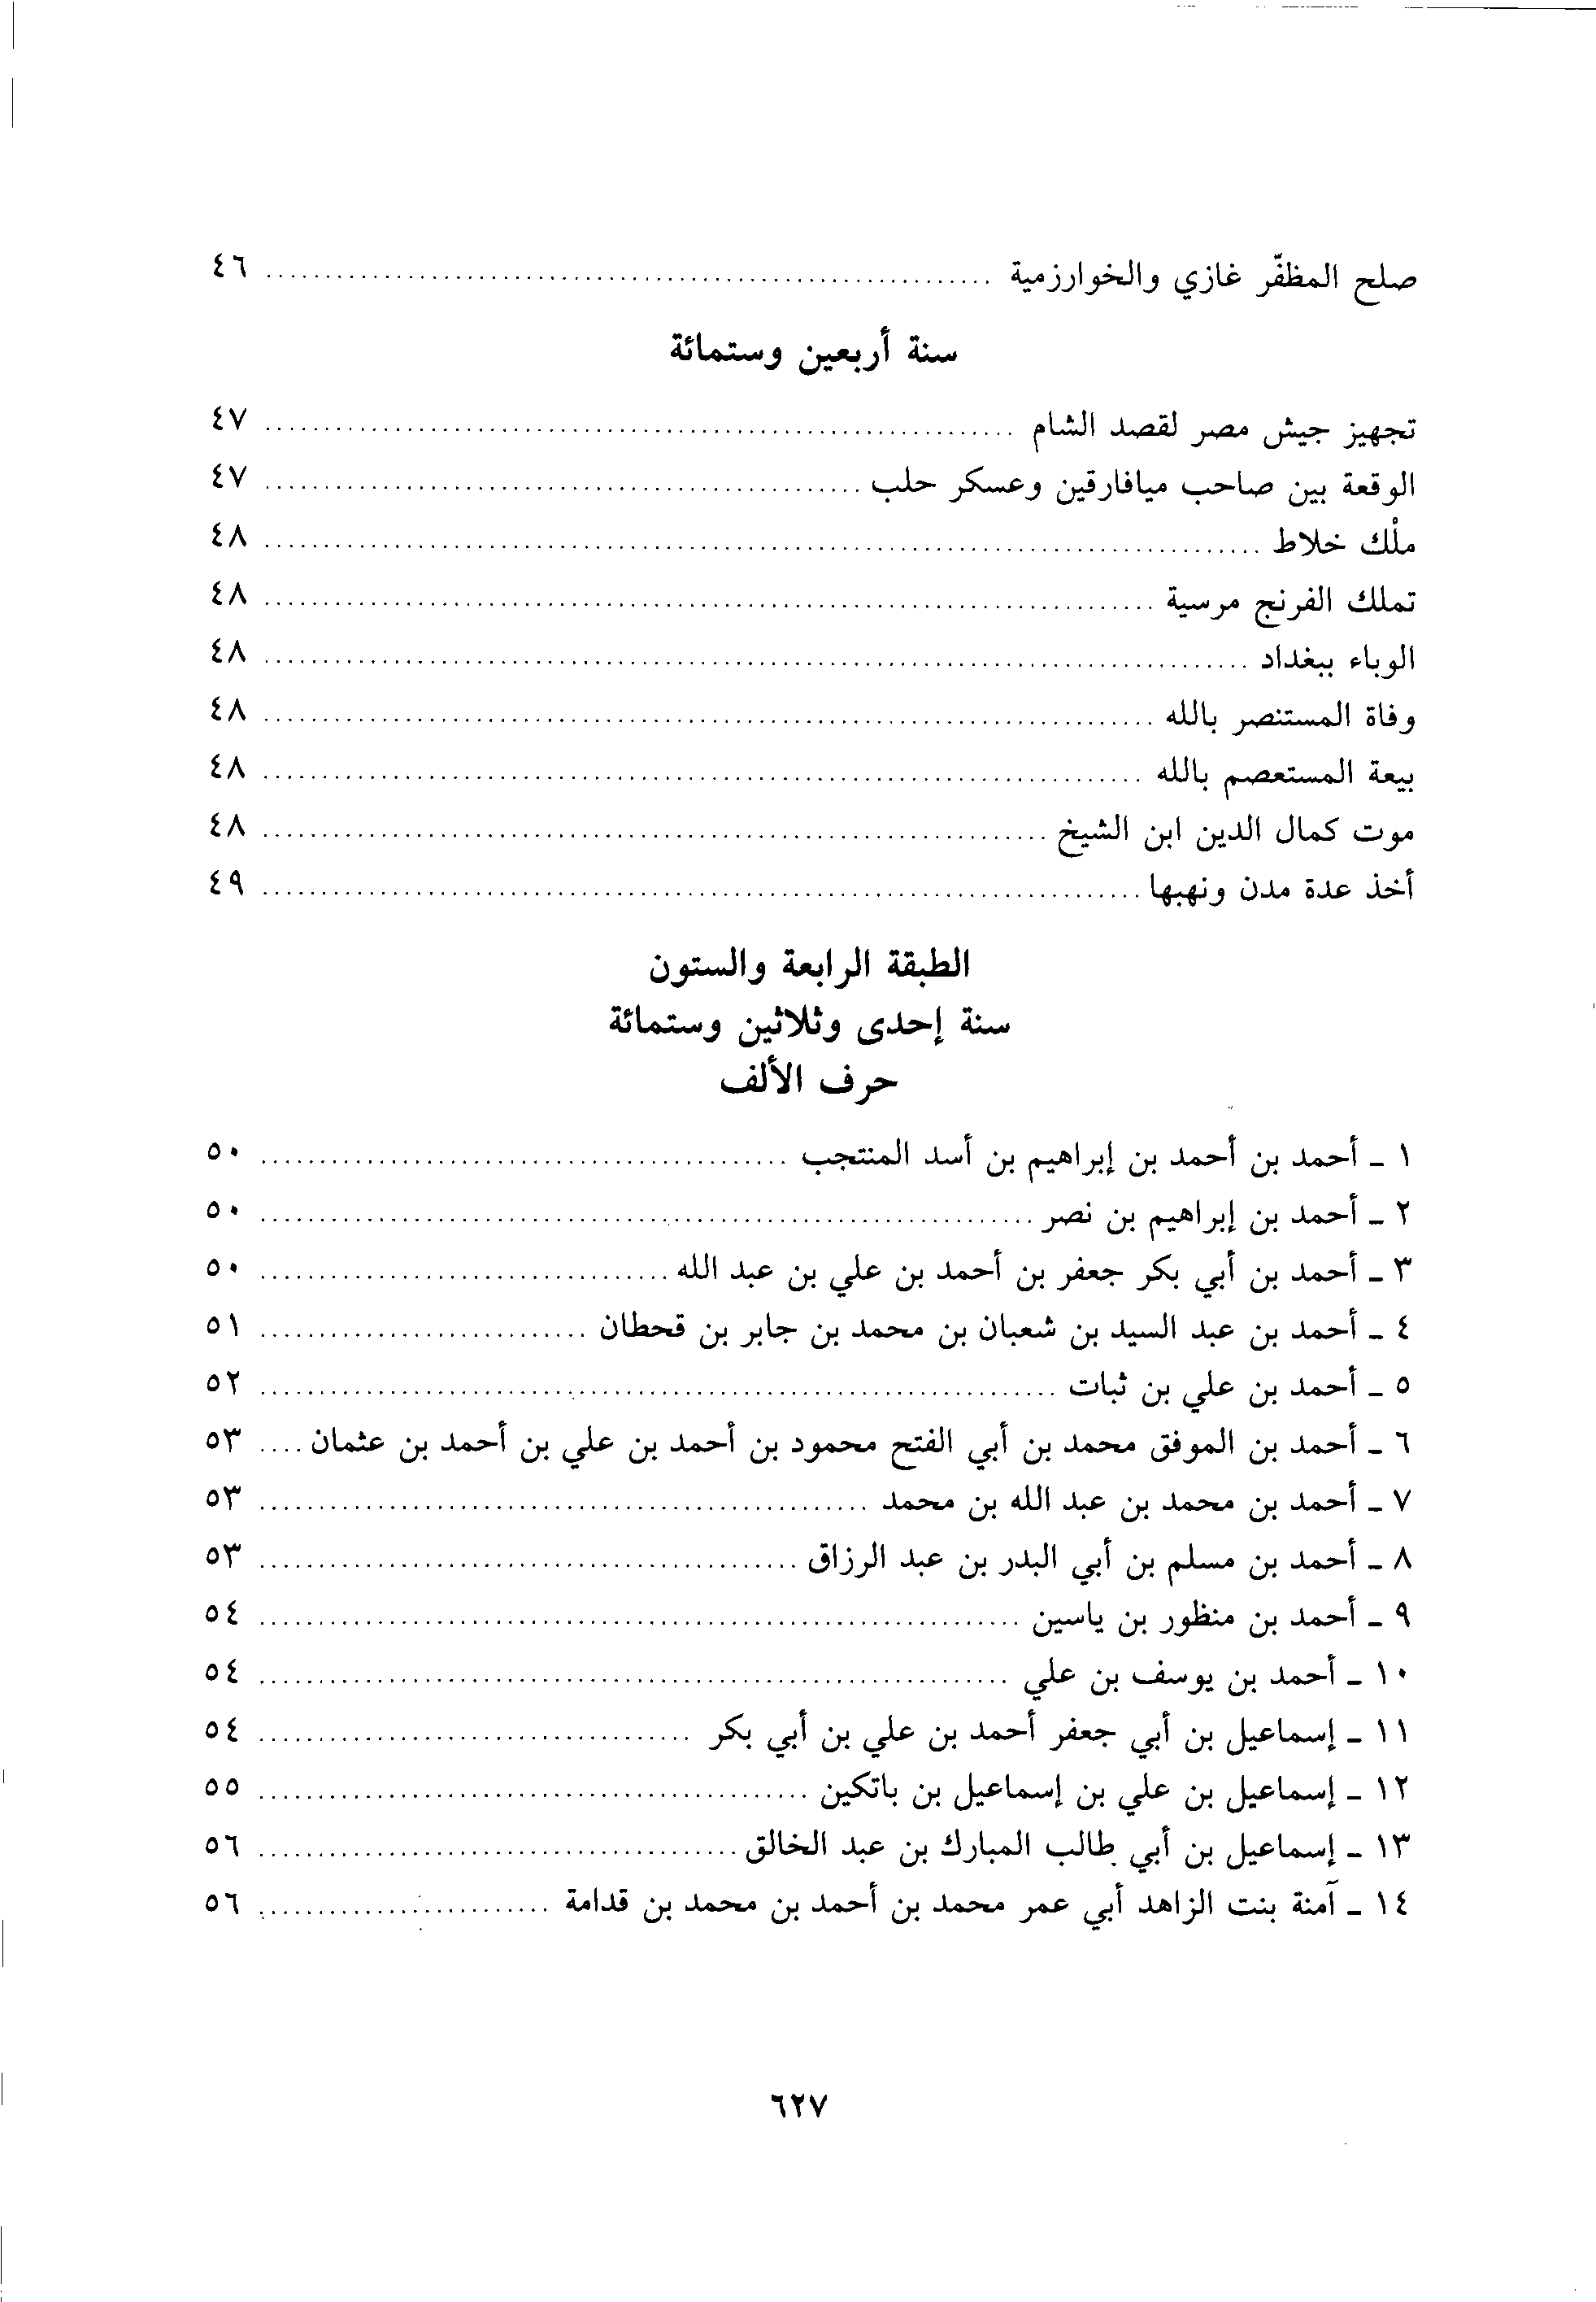 صلح المظفّر غازي والخوارزمية ........ ٤٦
سنة أربعين وستمائة
تجهيز جيش مصر لقصد الشام ........ ٤٧
الوقعة بين صاحب ميافارقين وعسكر حلب ........ ٤٧
ملْك خلاط ........ ٤٨
تملك الفرنج مرسية ........ ٤٨
الوباء ببغداد ........ ٤٨
وفاة المستنصر بالله ........ ٤٨
بيعة المستعصم بالله ........ ٤٨
موت كمال الدين ابن الشيخ ........ ٤٨
أخذ عدة مدن ونهبها ........ ٤٩
الطبقة الرابعة والستون
سنة إحدى وثلاثين وستمائة
حرف الألف
١ - أحمد بن أحمد بن إبراهيم بن أسد المنتجب ........ ٥٠
٢ - أحمد بن إبراهيم بن نصر ........ ٥٠
٣ - أحمد بن أبي بكر جعفر بن أحمد بن علي بن عبد الله ........ ٥٠
٤ - أحمد بن عبد السيد بن شعبان بن محمد بن جابر بن قحطان ........ ٥١
٥ - أحمد بن علي بن ثبات ........ ٥٢
٦ - أحمد بن الموفق محمد بن أبي الفتح محمود بن أحمد بن علي بن أحمد بن عثمان .... ٥٣
٧ - أحمد بن محمد بن عبد الله بن محمد ........ ٥٣
٨ - أحمد بن مسلم بن أبي البدر بن عبد الرزاق ........ ٥٣
٩ - أحمد بن منظور بن ياسين ........ ٥٤
١٠ - أحمد بن يوسف بن علي ........ ٥٤
١١ - إسماعيل بن أبي جعفر أحمد بن علي بن أبي بكر ........ ٥٤
١٢ - إسماعيل بن علي بن إسماعيل بن باتكين ........ ٥٥
١٣ - إسماعيل بن أبي طالب المبارك بن عبد الخالق ........ ٥٦
١٤ - آمنة بنت الزاهد أبي عمر محمد بن أحمد بن محمد بن قدامة ........ ٥٦
٦٢٧